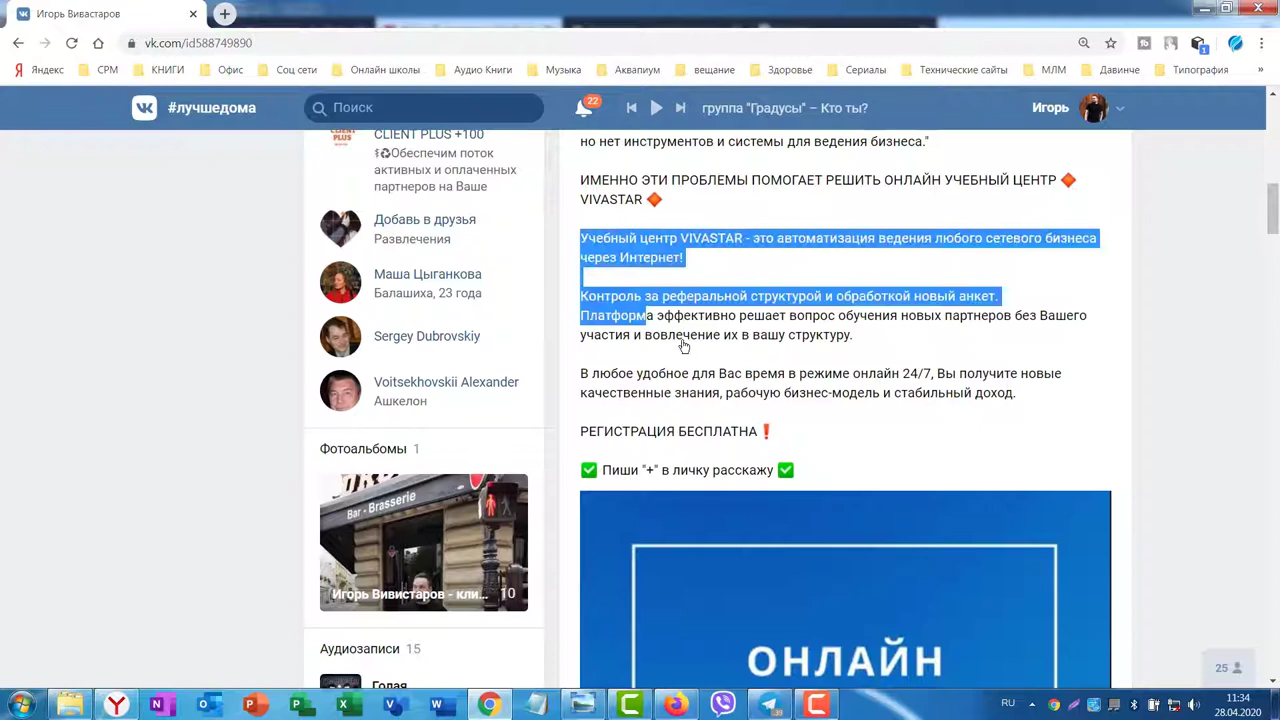 Игорь Вивастаров
vk.com/id588749890
Яндекс СРМ КНИГИ Офис Соц сети Онлайн школы Аудио Книги Музыка Аквапиум вещание Здоровье Сериалы Технические сайты МЛМ Давинче Типография »
#лучшедома Поиск 22 группа "Градусы" – Кто ты? Игорь
CLIENT PLUS +100
⚕♻Обеспечим поток
активных и оплаченных
партнеров на Ваше
Добавь в друзья
Развлечения
Маша Цыганкова
Балашиха, 23 года
Sergey Dubrovskiy
Voitsekhovskii Alexander
Ашкелон
Фотоальбомы 1
Bar - Brasserie
Игорь Вивистаров - кли... 10
Аудиозаписи 15
Голая
но нет инструментов и системы для ведения бизнеса."
ИМЕННО ЭТИ ПРОБЛЕМЫ ПОМОГАЕТ РЕШИТЬ ОНЛАЙН УЧЕБНЫЙ ЦЕНТР
VIVASTAR
Учебный центр VIVASTAR - это автоматизация ведения любого сетевого бизнеса
через Интернет!
Контроль за реферальной структурой и обработкой новый анкет.
Платформа эффективно решает вопрос обучения новых партнеров без Вашего
участия и вовлечение их в вашу структуру.
В любое удобное для Вас время в режиме онлайн 24/7, Вы получите новые
качественные знания, рабочую бизнес-модель и стабильный доход.
РЕГИСТРАЦИЯ БЕСПЛАТНА❗
✅ Пиши "+" в личку расскажу ✅
ОНЛАЙН
25
RU 11:34
28.04.2020